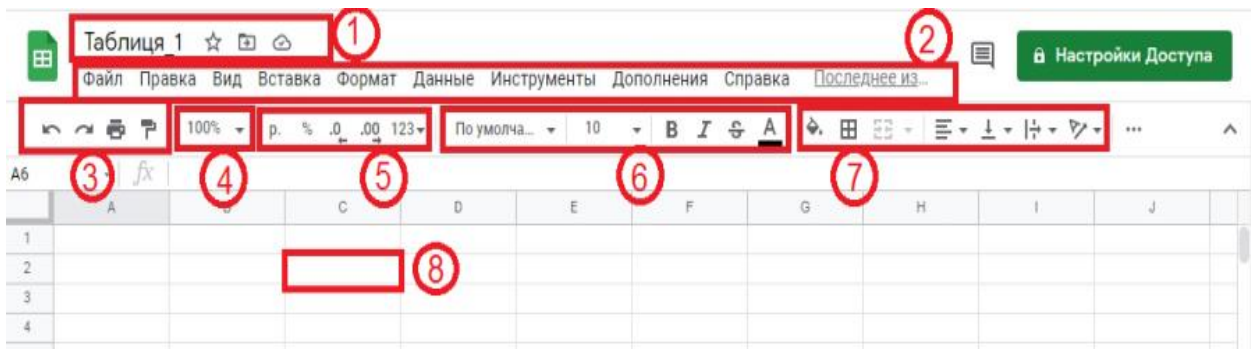 Таблиця_1
1
2
Настройки Доступа
Файл Правка Вид Вставка Формат Данные Инструменты Дополнения Справка Последнее из...
100% р. % .0 .00 123 По умолча... 10 B I S A ...
A6 3 fx 4 5 6 7
A B C D E F G H I J
1
2 8
3
4